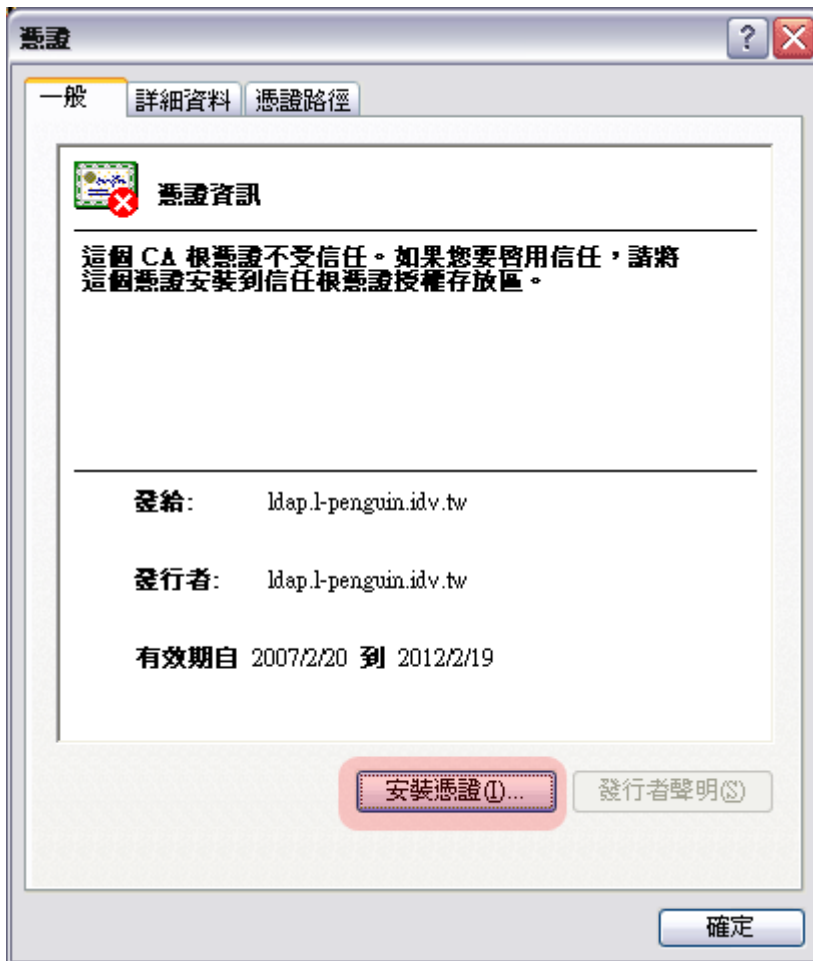 憑證
一般 詳細資料 憑證路徑
憑證資訊
這個 CA 根憑證不受信任。如果您要啓用信任，請將
這個憑證安裝到信任根憑證授權存放區。
發給: ldap.l-penguin.idv.tw
發行者: ldap.l-penguin.idv.tw
有效期自 2007/2/20 到 2012/2/19
安裝憑證(I)... 發行者聲明(S)
確定